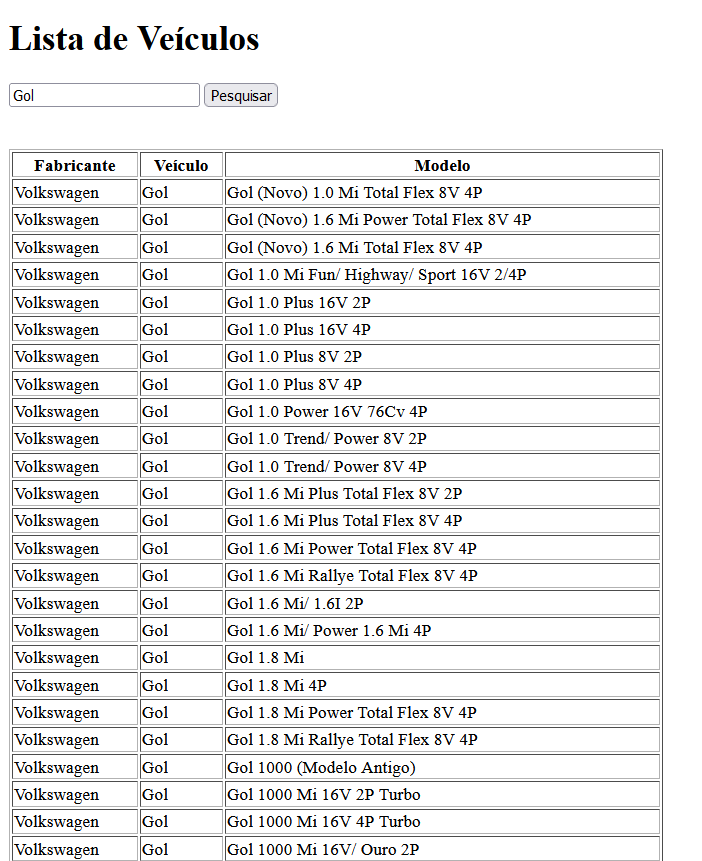 Lista de Veículos
Gol Pesquisar
Fabricante Veículo Modelo
Volkswagen Gol Gol (Novo) 1.0 Mi Total Flex 8V 4P
Volkswagen Gol Gol (Novo) 1.6 Mi Power Total Flex 8V 4P
Volkswagen Gol Gol (Novo) 1.6 Mi Total Flex 8V 4P
Volkswagen Gol Gol 1.0 Mi Fun/ Highway/ Sport 16V 2/4P
Volkswagen Gol Gol 1.0 Plus 16V 2P
Volkswagen Gol Gol 1.0 Plus 16V 4P
Volkswagen Gol Gol 1.0 Plus 8V 2P
Volkswagen Gol Gol 1.0 Plus 8V 4P
Volkswagen Gol Gol 1.0 Power 16V 76Cv 4P
Volkswagen Gol Gol 1.0 Trend/ Power 8V 2P
Volkswagen Gol Gol 1.0 Trend/ Power 8V 4P
Volkswagen Gol Gol 1.6 Mi Plus Total Flex 8V 2P
Volkswagen Gol Gol 1.6 Mi Plus Total Flex 8V 4P
Volkswagen Gol Gol 1.6 Mi Power Total Flex 8V 4P
Volkswagen Gol Gol 1.6 Mi Rallye Total Flex 8V 4P
Volkswagen Gol Gol 1.6 Mi/ 1.6I 2P
Volkswagen Gol Gol 1.6 Mi/ Power 1.6 Mi 4P
Volkswagen Gol Gol 1.8 Mi
Volkswagen Gol Gol 1.8 Mi 4P
Volkswagen Gol Gol 1.8 Mi Power Total Flex 8V 4P
Volkswagen Gol Gol 1.8 Mi Rallye Total Flex 8V 4P
Volkswagen Gol Gol 1000 (Modelo Antigo)
Volkswagen Gol Gol 1000 Mi 16V 2P Turbo
Volkswagen Gol Gol 1000 Mi 16V 4P Turbo
Volkswagen Gol Gol 1000 Mi 16V/ Ouro 2P